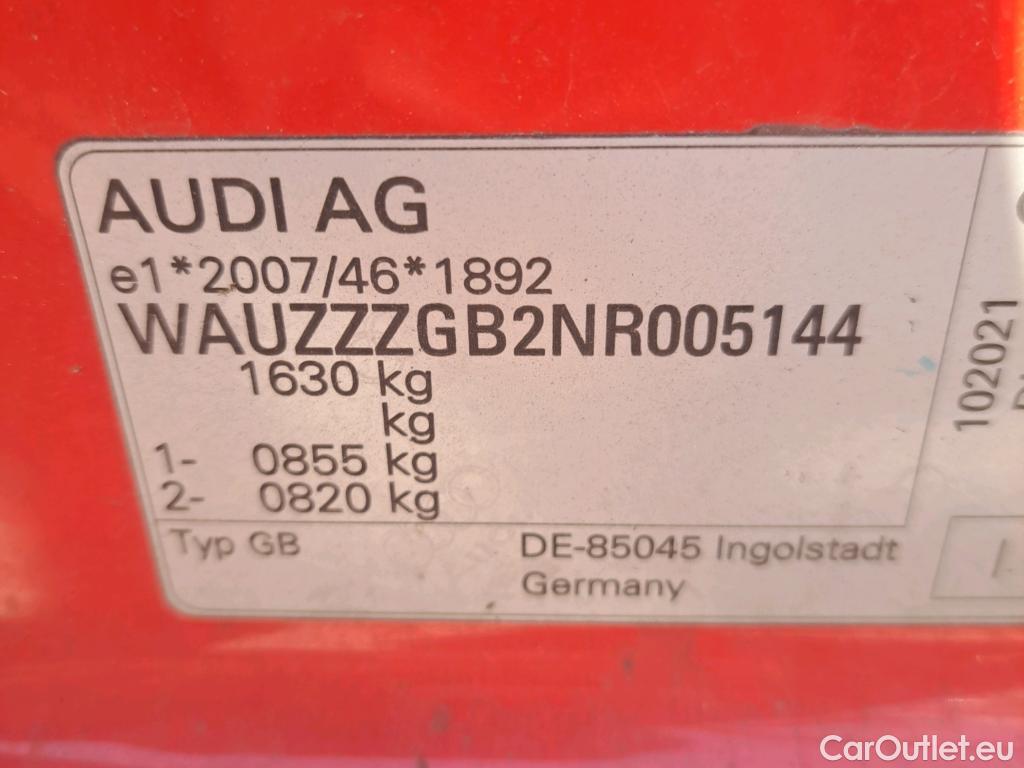 AUDI AG
e1*2007/46*1892
WAUZZZGB2NR005144
1630 kg
kg
1- 0855 kg
2- 0820 kg
Typ GB
DE-85045 Ingolstadt
Germany
102021
CarOutlet.eu